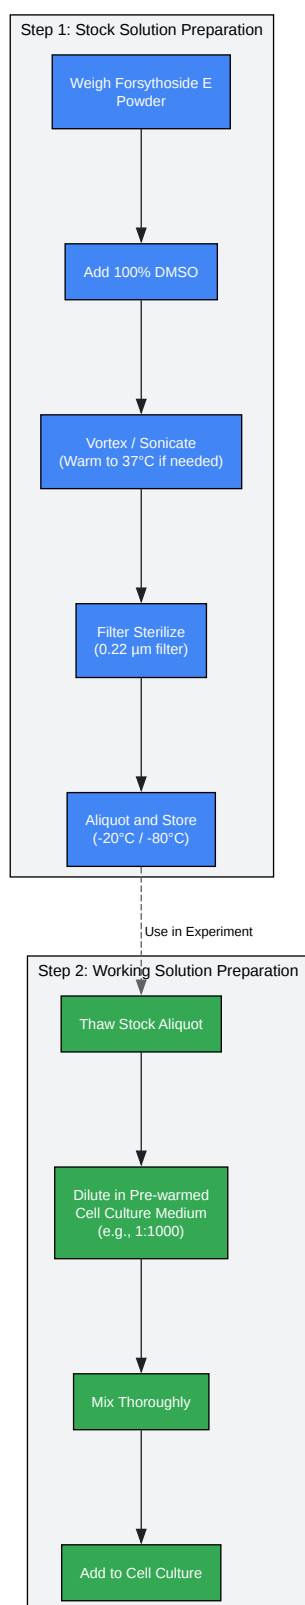 Step 1: Stock Solution Preparation
Weigh Forsythoside E
Powder
Add 100% DMSO
Vortex / Sonicate
(Warm to 37°C if needed)
Filter Sterilize
(0.22 µm filter)
Aliquot and Store
(-20°C / -80°C)
Use in Experiment
Step 2: Working Solution Preparation
Thaw Stock Aliquot
Dilute in Pre-warmed
Cell Culture Medium
(e.g., 1:1000)
Mix Thoroughly
Add to Cell Culture